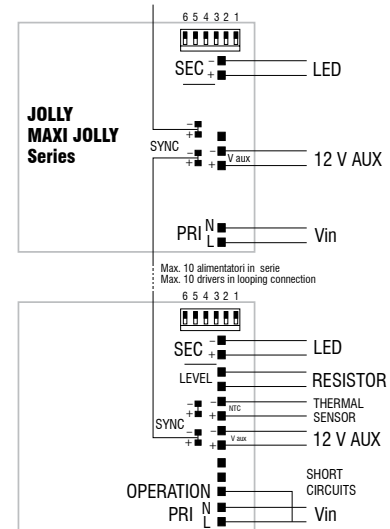 6 5 4 3 2 1
SEC - +
LED
JOLLY
MAXI JOLLY
Series
- +
SYNC
- +
- + V aux
12 V AUX
PRI N L
Vin
Max. 10 alimentatori in serie
Max. 10 drivers in looping connection
6 5 4 3 2 1
SEC - +
LED
LEVEL
RESISTOR
- +
- + NTC
THERMAL
SENSOR
SYNC
- +
- + V aux
12 V AUX
OPERATION
SHORT
CIRCUITS
PRI N L
Vin